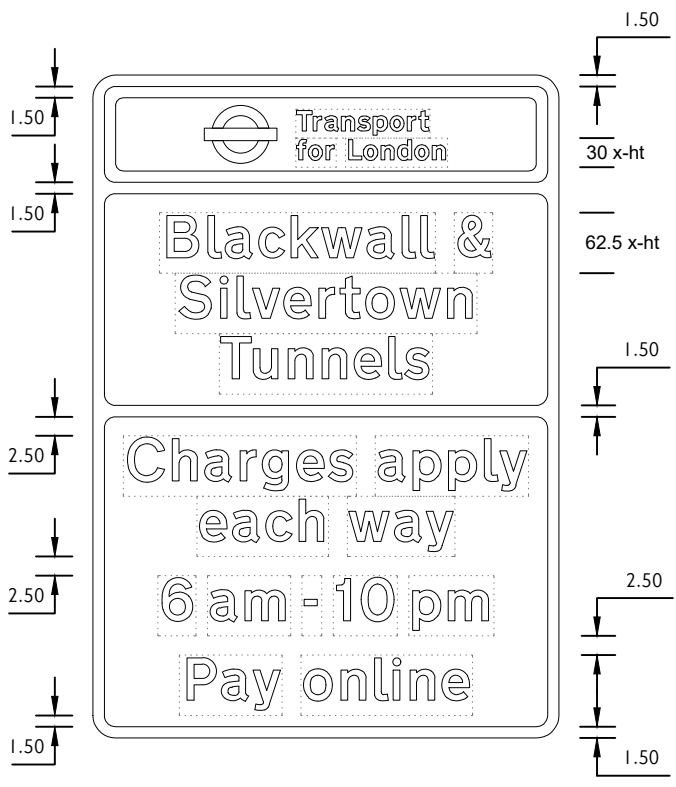 1.50
1.50
Transport
for London
30 x-ht
1.50
Blackwall &
62.5 x-ht
Silvertown
Tunnels
1.50
2.50
Charges apply
each way
2.50
6 am - 10 pm
2.50
Pay online
1.50
1.50